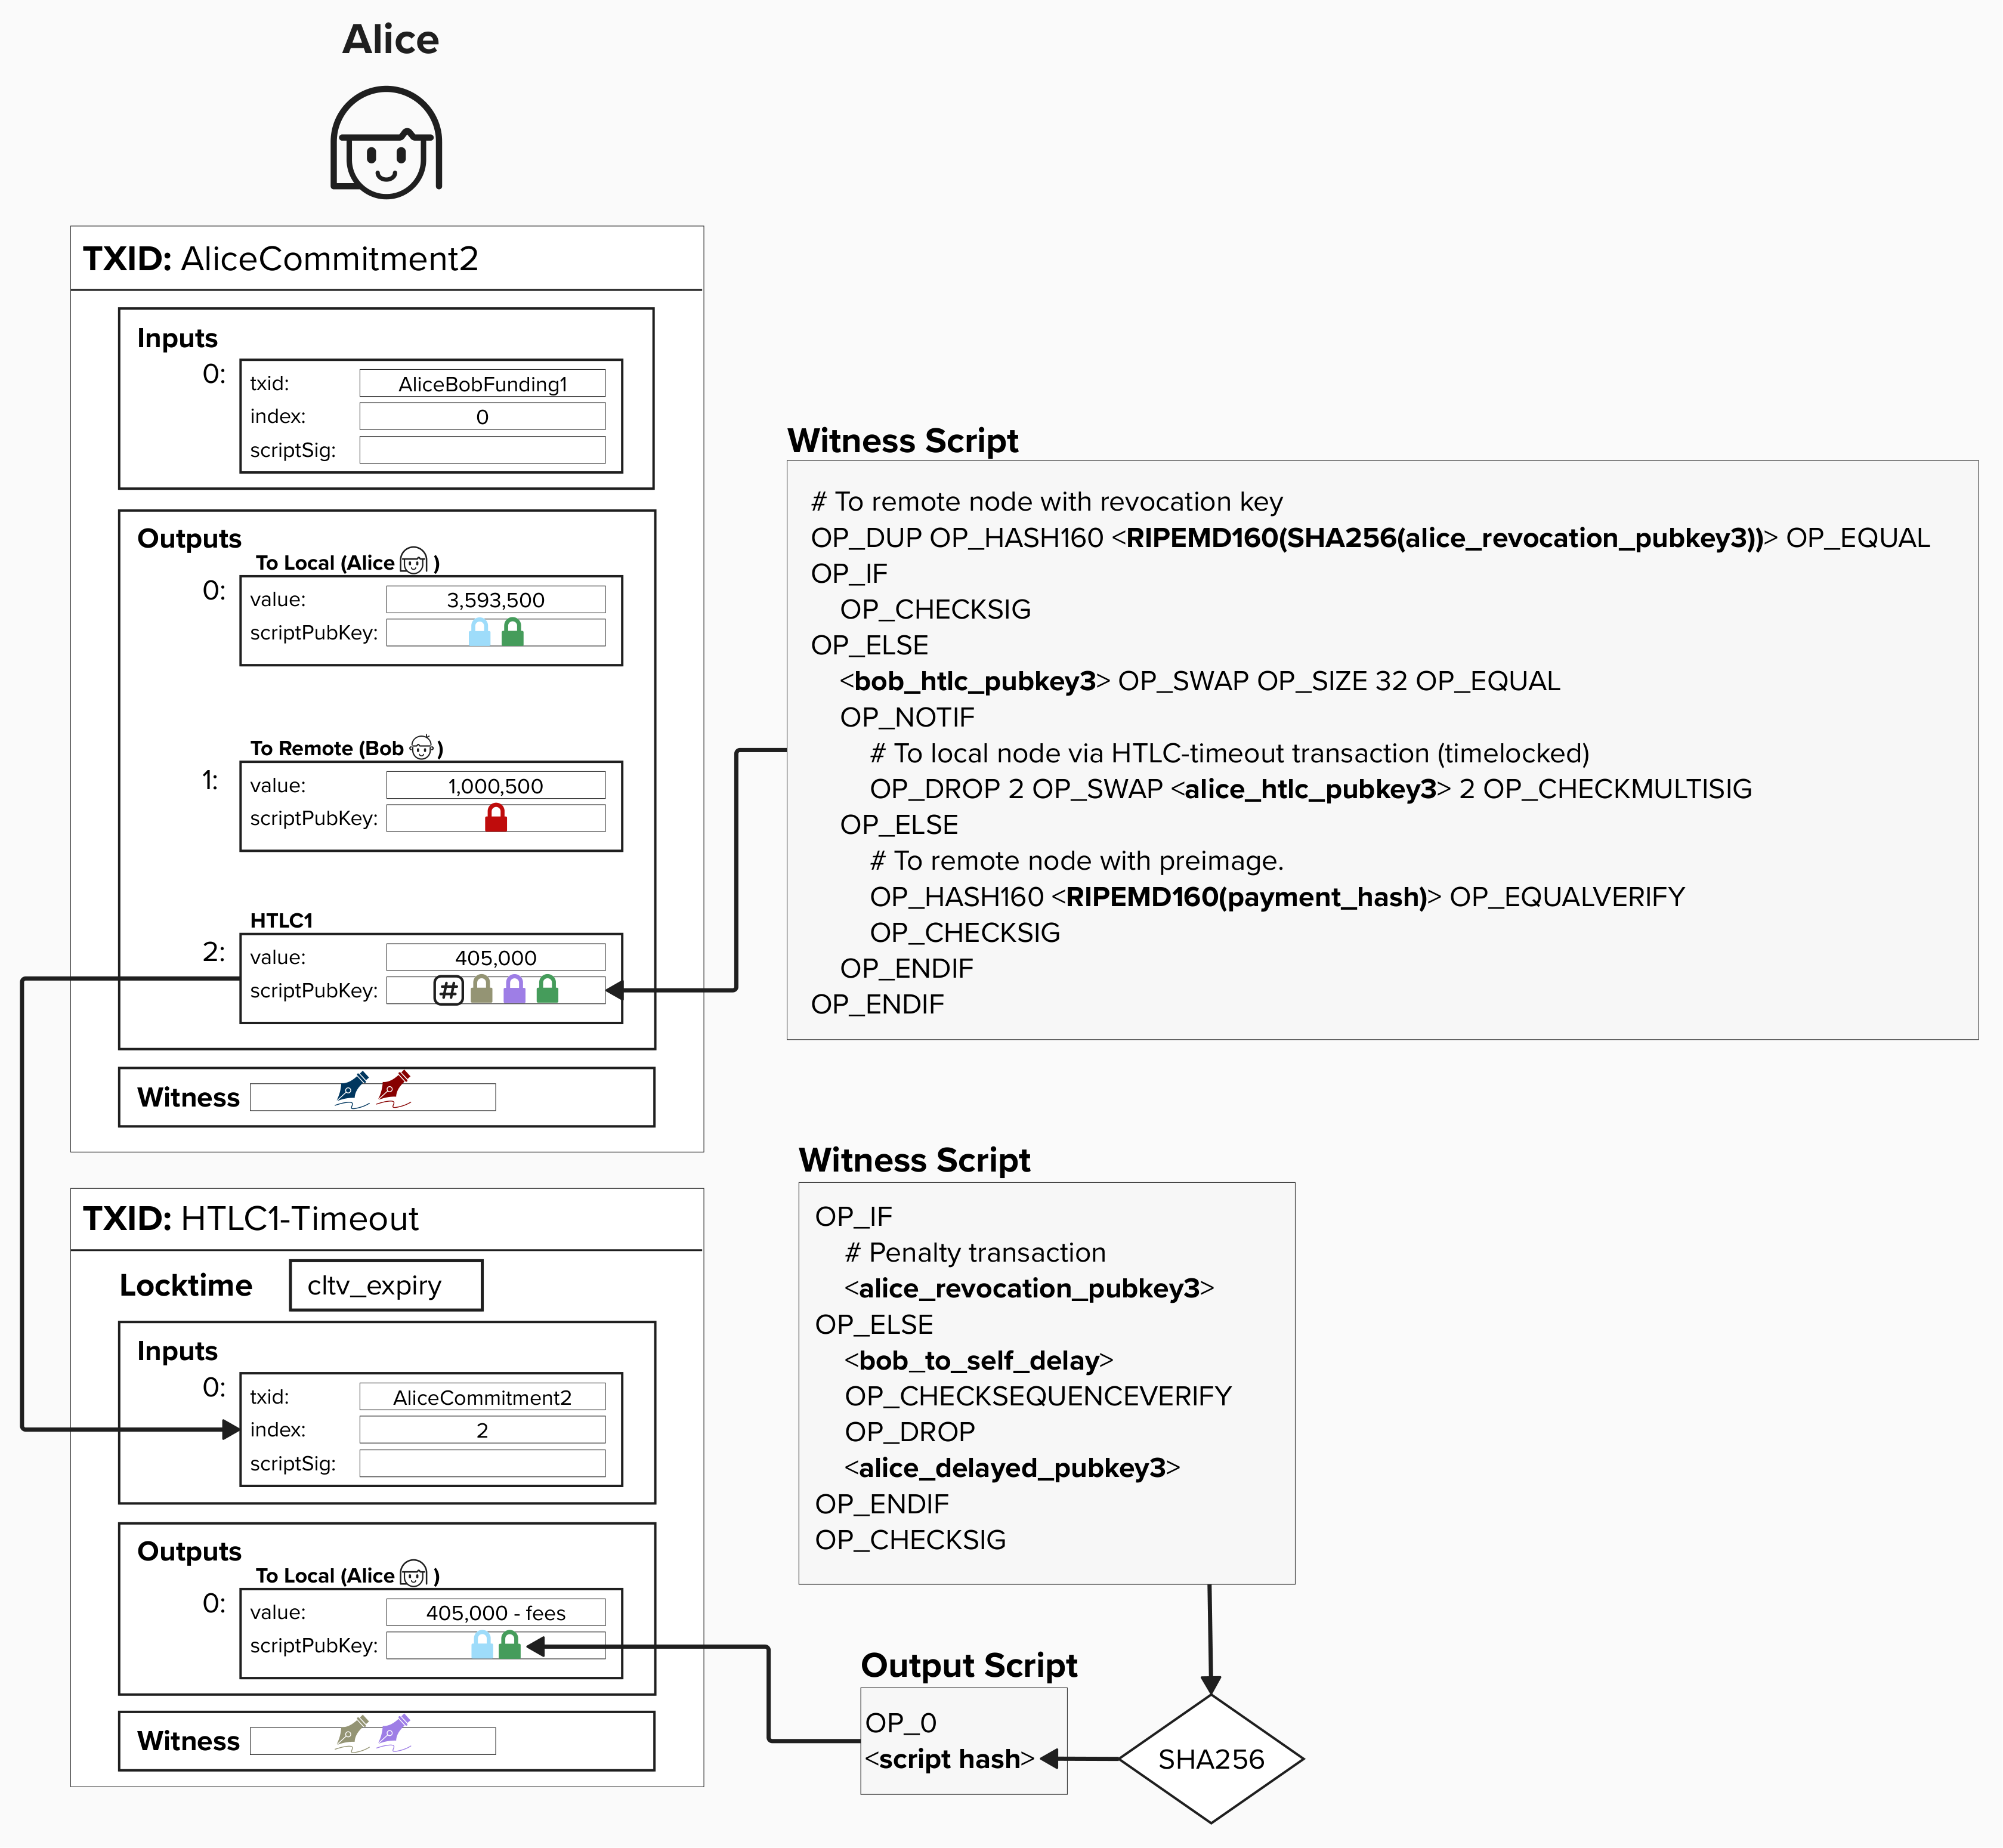 Alice
TXID: AliceCommitment2
Inputs
0:
txid: AliceBobFunding1
index: 0
scriptSig:
Outputs
To Local (Alice )
0:
value: 3,593,500
scriptPubKey:
To Remote (Bob )
1:
value: 1,000,500
scriptPubKey:
HTLC1
2:
value: 405,000
scriptPubKey: #
Witness
Witness Script
# To remote node with revocation key
OP_DUP OP_HASH160 <RIPEMD160(SHA256(alice_revocation_pubkey3))> OP_EQUAL
OP_IF
OP_CHECKSIG
OP_ELSE
<bob_htlc_pubkey3> OP_SWAP OP_SIZE 32 OP_EQUAL
OP_NOTIF
# To local node via HTLC-timeout transaction (timelocked)
OP_DROP 2 OP_SWAP <alice_htlc_pubkey3> 2 OP_CHECKMULTISIG
OP_ELSE
# To remote node with preimage.
OP_HASH160 <RIPEMD160(payment_hash)> OP_EQUALVERIFY
OP_CHECKSIG
OP_ENDIF
OP_ENDIF
TXID: HTLC1-Timeout
Locktime cltv_expiry
Inputs
0:
txid: AliceCommitment2
index: 2
scriptSig:
Outputs
To Local (Alice )
0:
value: 405,000 - fees
scriptPubKey:
Witness
Witness Script
OP_IF
# Penalty transaction
<alice_revocation_pubkey3>
OP_ELSE
<bob_to_self_delay>
OP_CHECKSEQUENCEVERIFY
OP_DROP
<alice_delayed_pubkey3>
OP_ENDIF
OP_CHECKSIG
Output Script
OP_0
<script hash>
SHA256